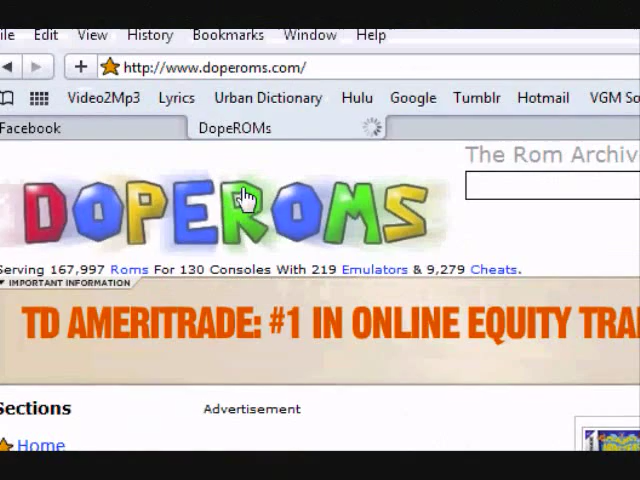 ile Edit View History Bookmarks Window Help
http://www.doperoms.com/
Video2Mp3 Lyrics Urban Dictionary Hulu Google Tumblr Hotmail VGM So
Facebook DopeROMs
The Rom Archiv
DOPEROMS
Serving 167,997 Roms For 130 Consoles With 219 Emulators & 9,279 Cheats.
IMPORTANT INFORMATION
TD AMERITRADE: #1 IN ONLINE EQUITY TRA
Sections
Advertisement
Home